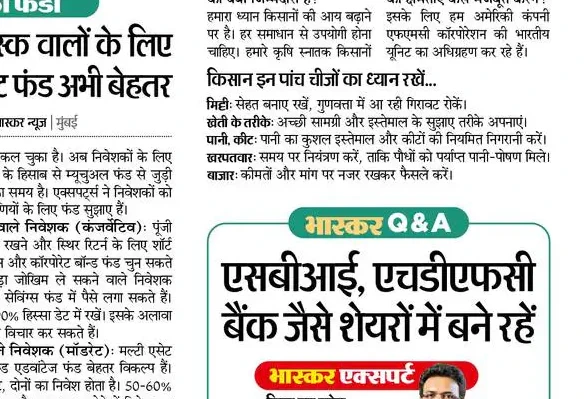 स्क वालों के लिए
ट फंड अभी बेहतर
भास्कर न्यूज | मुंबई
कल चुका है। अब निवेशकों के लिए
के हिसाब से म्यूचुअल फंड से जुड़ी
समय है। एक्सपर्ट्स ने निवेशकों को
णियों के लिए फंड सुझाए हैं।
वाले निवेशक (कंजर्वेटिव): पूंजी
रखने और स्थिर रिटर्न के लिए शॉर्ट
और कॉरपोरेट बॉन्ड फंड चुन सकते
ड़ा जोखिम ले सकने वाले निवेशक
सेविंग्स फंड में पैसे लगा सकते हैं।
0% हिस्सा डेट में रखें। इसके अलावा
विचार कर सकते हैं।
निवेशक (मॉडरेट): मल्टी एसेट
ड एडवांटेज फंड बेहतर विकल्प हैं।
, दोनों का निवेश होता है। 50-60%
हमारा ध्यान किसानों की आय बढ़ाने
पर है। हर समाधान से उपयोगी होना
चाहिए। हमारे कृषि स्नातक किसानों
इसके लिए हम अमेरिकी कंपनी
एफएमसी कॉरपोरेशन की भारतीय
यूनिट का अधिग्रहण कर रहे हैं।
किसान इन पांच चीजों का ध्यान रखें...
मिट्टी: सेहत बनाए रखें, गुणवत्ता में आ रही गिरावट रोकें।
खेती के तरीके: अच्छी सामग्री और इस्तेमाल के सुझाए तरीके अपनाएं।
पानी, कीट: पानी का कुशल इस्तेमाल और कीटों की नियमित निगरानी करें।
खरपतवार: समय पर नियंत्रण करें, ताकि पौधों को पर्याप्त पानी-पोषण मिले।
बाजार: कीमतों और मांग पर नजर रखकर फैसले करें।
भास्कर Q&A
एसबीआई, एचडीएफसी
बैंक जैसे शेयरों में बने रहें
भास्कर एक्सपर्ट